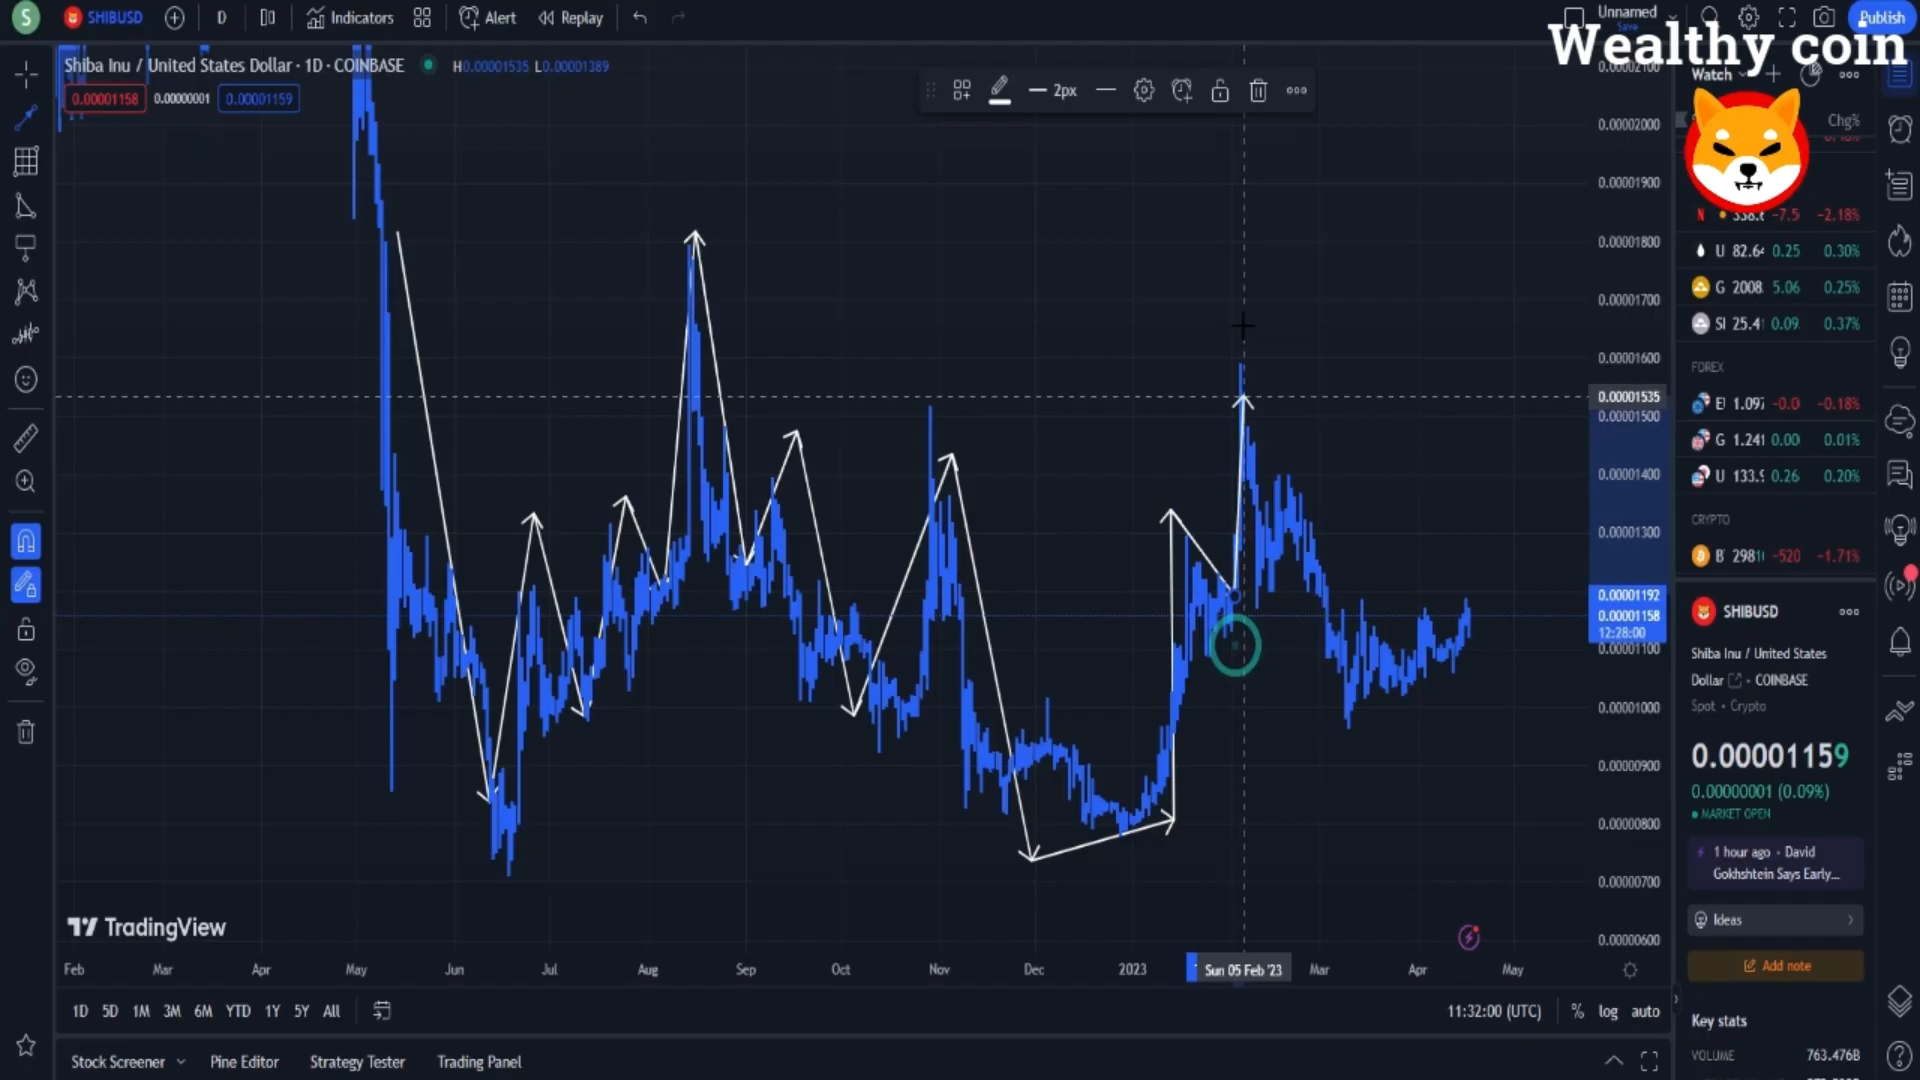 S
SHIBUSD
D
Indicators
Alert
Replay
Unnamed
Save
Publish
Wealthy coin
Shiba Inu / United States Dollar · 1D · COINBASE
H0.00001535 L0.00001389
0.00001158
0.00000001
0.00001159
2px
Watch
Chg%
0.00002100
0.00002000
0.00001900
0.00001800
0.00001700
0.00001600
0.00001535
0.00001500
0.00001400
0.00001300
0.00001192
0.00001158
12:28:00
0.00001100
0.00001000
0.00000900
0.00000800
0.00000700
0.00000600
N
-7.5
-2.18%
U 82.64 0.25 0.30%
G 2008. 5.06 0.25%
SI 25.41 0.09 0.37%
FOREX
E 1.097 -0.0 -0.18%
G 1.241 0.00 0.01%
U 133.9 0.26 0.20%
CRYPTO
B 2981 -520 -1.71%
SHIBUSD
Shiba Inu / United States
Dollar · COINBASE
Spot · Crypto
0.00001159
0.00000001 (0.09%)
MARKET OPEN
1 hour ago · David
Gokhshtein Says Early...
Ideas
Add note
Key stats
VOLUME 763.476B
TradingView
Feb Mar Apr May Jun Jul Aug Sep Oct Nov Dec 2023 Sun 05 Feb '23 Mar Apr May
1D 5D 1M 3M 6M YTD 1Y 5Y All
11:32:00 (UTC)
% log auto
Stock Screener Pine Editor Strategy Tester Trading Panel